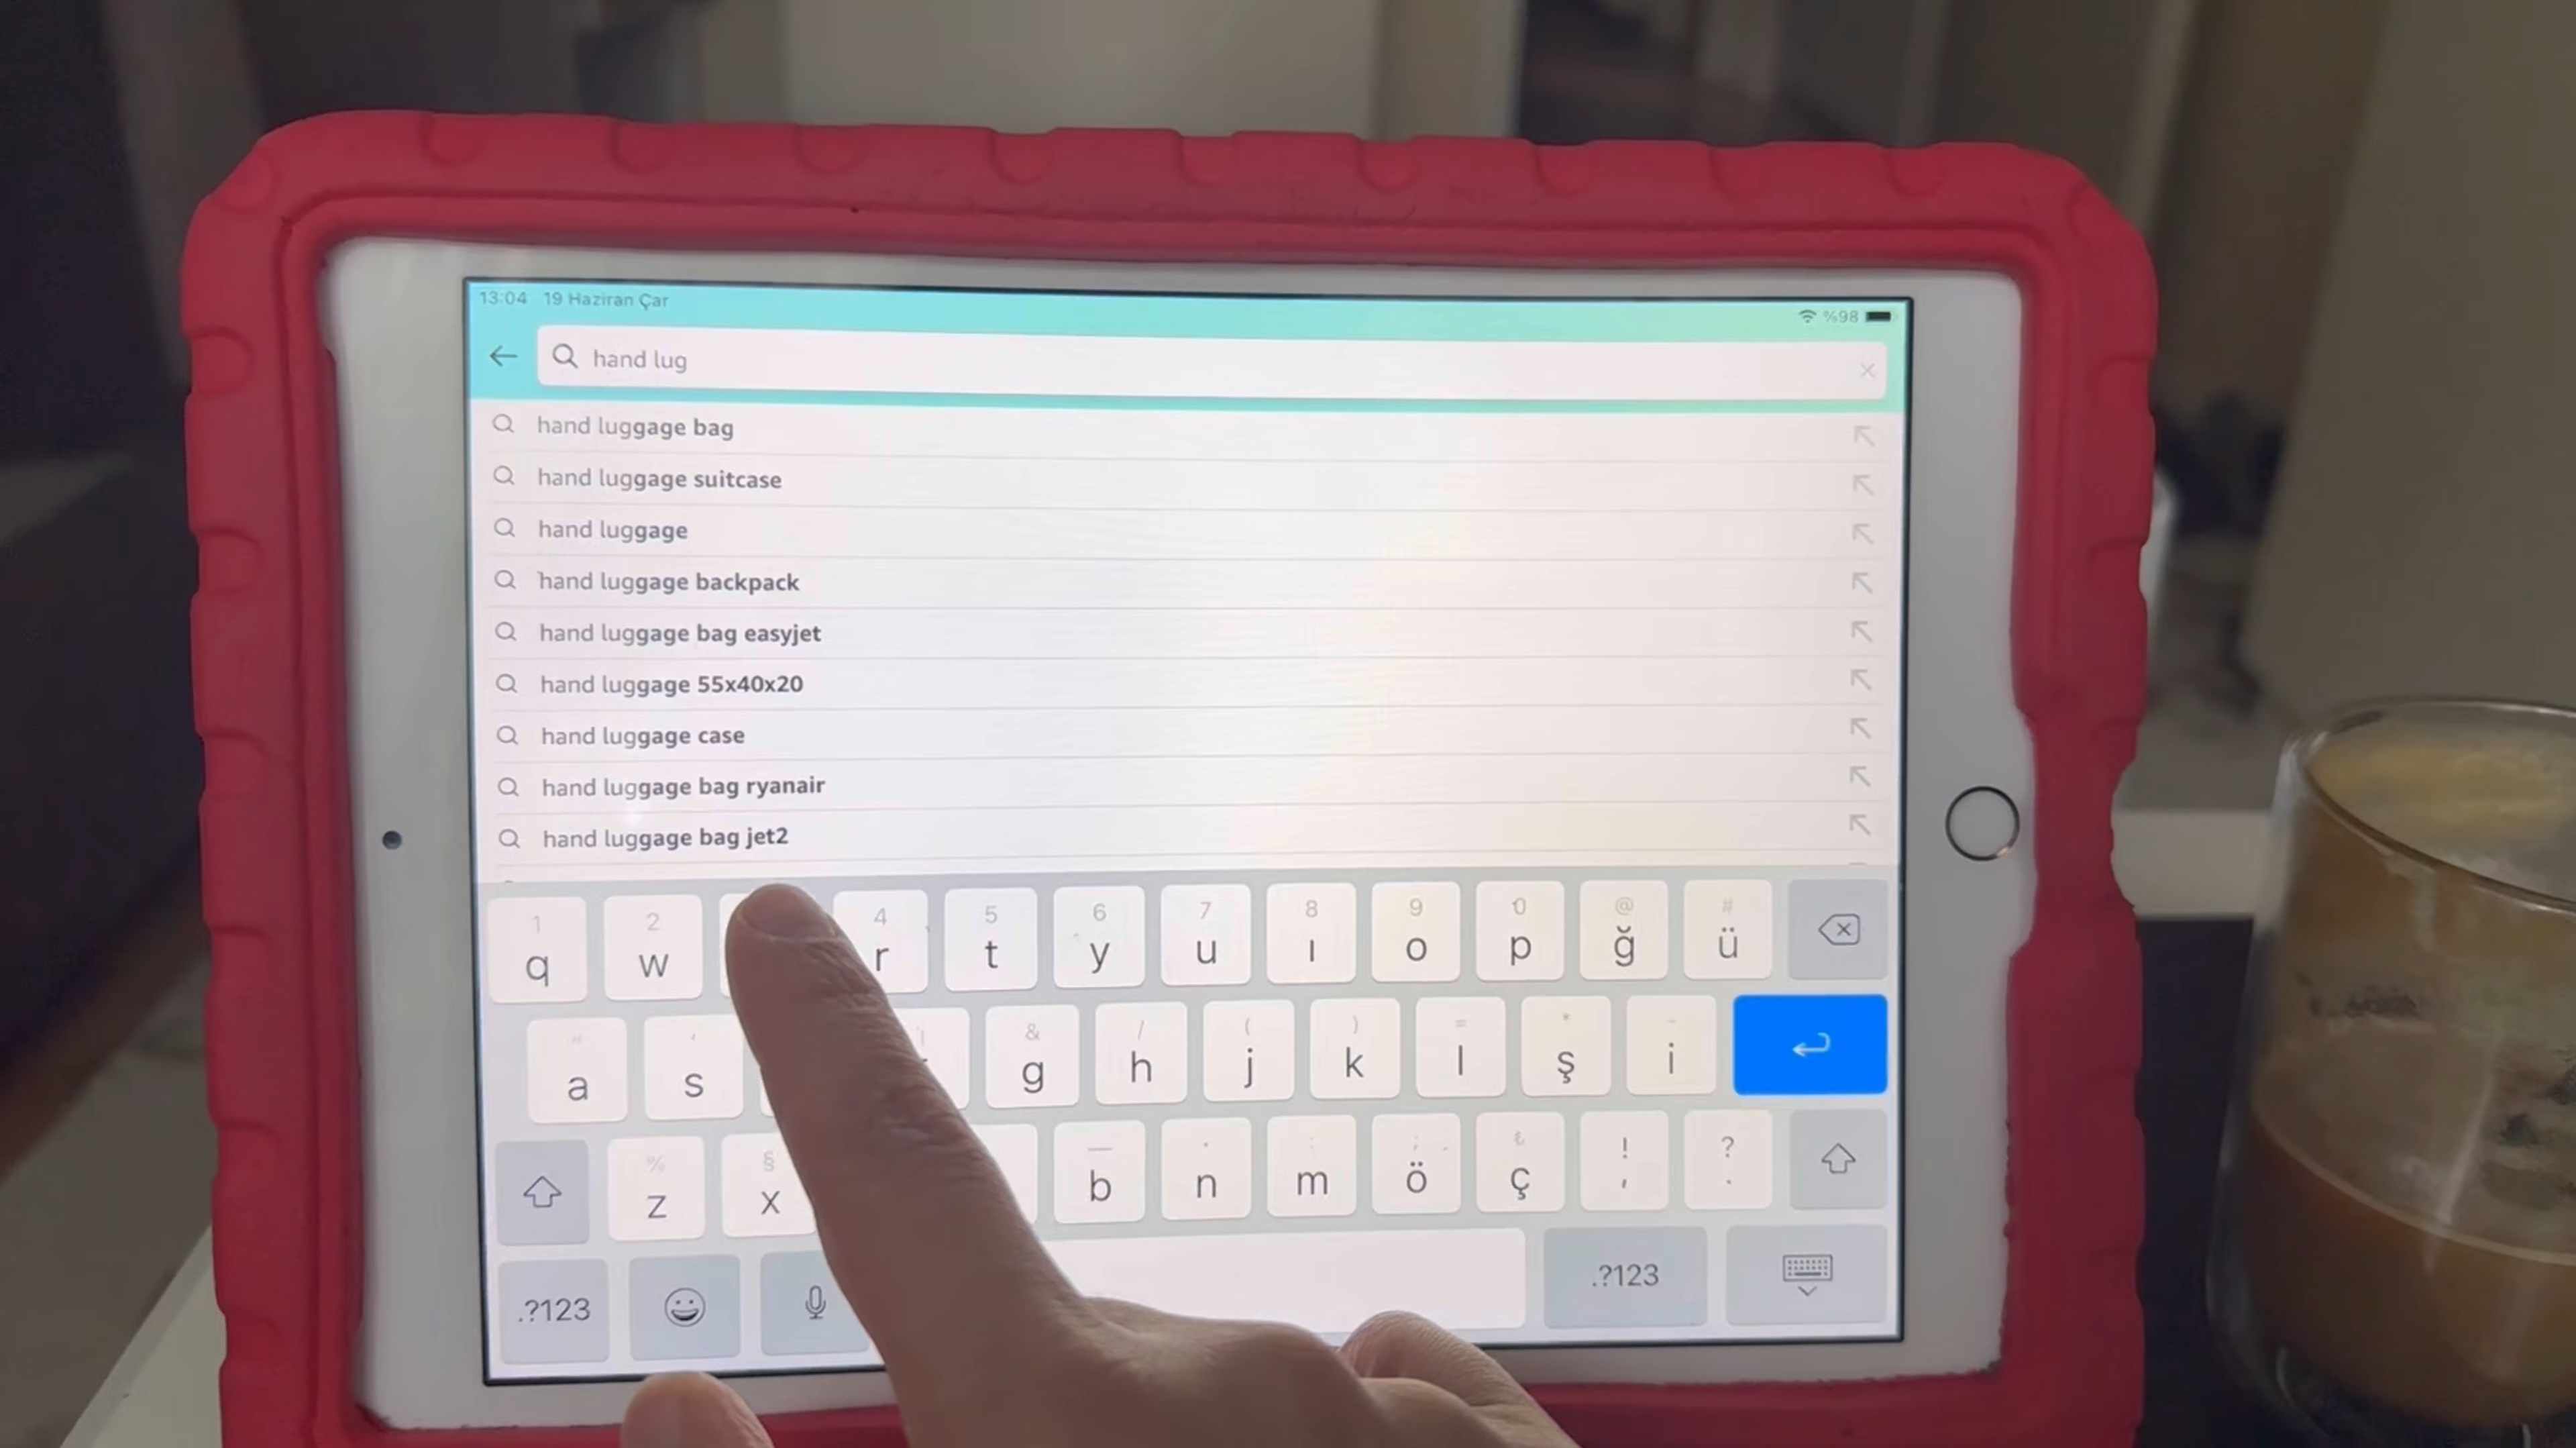 13:04 19 Haziran Çar
%98
hand lug
hand luggage bag
hand luggage suitcase
hand luggage
hand luggage backpack
hand luggage bag easyjet
hand luggage 55x40x20
hand luggage case
hand luggage bag ryanair
hand luggage bag jet2
1 2 4 5 6 7 8 9 0 @ #
q w r t y u ı o p ğ ü
& / ( ) = * -
a s g h j k l ş i
% § — . : ; ₺ ! ?
z x b n m ö ç , .
.?123 .?123